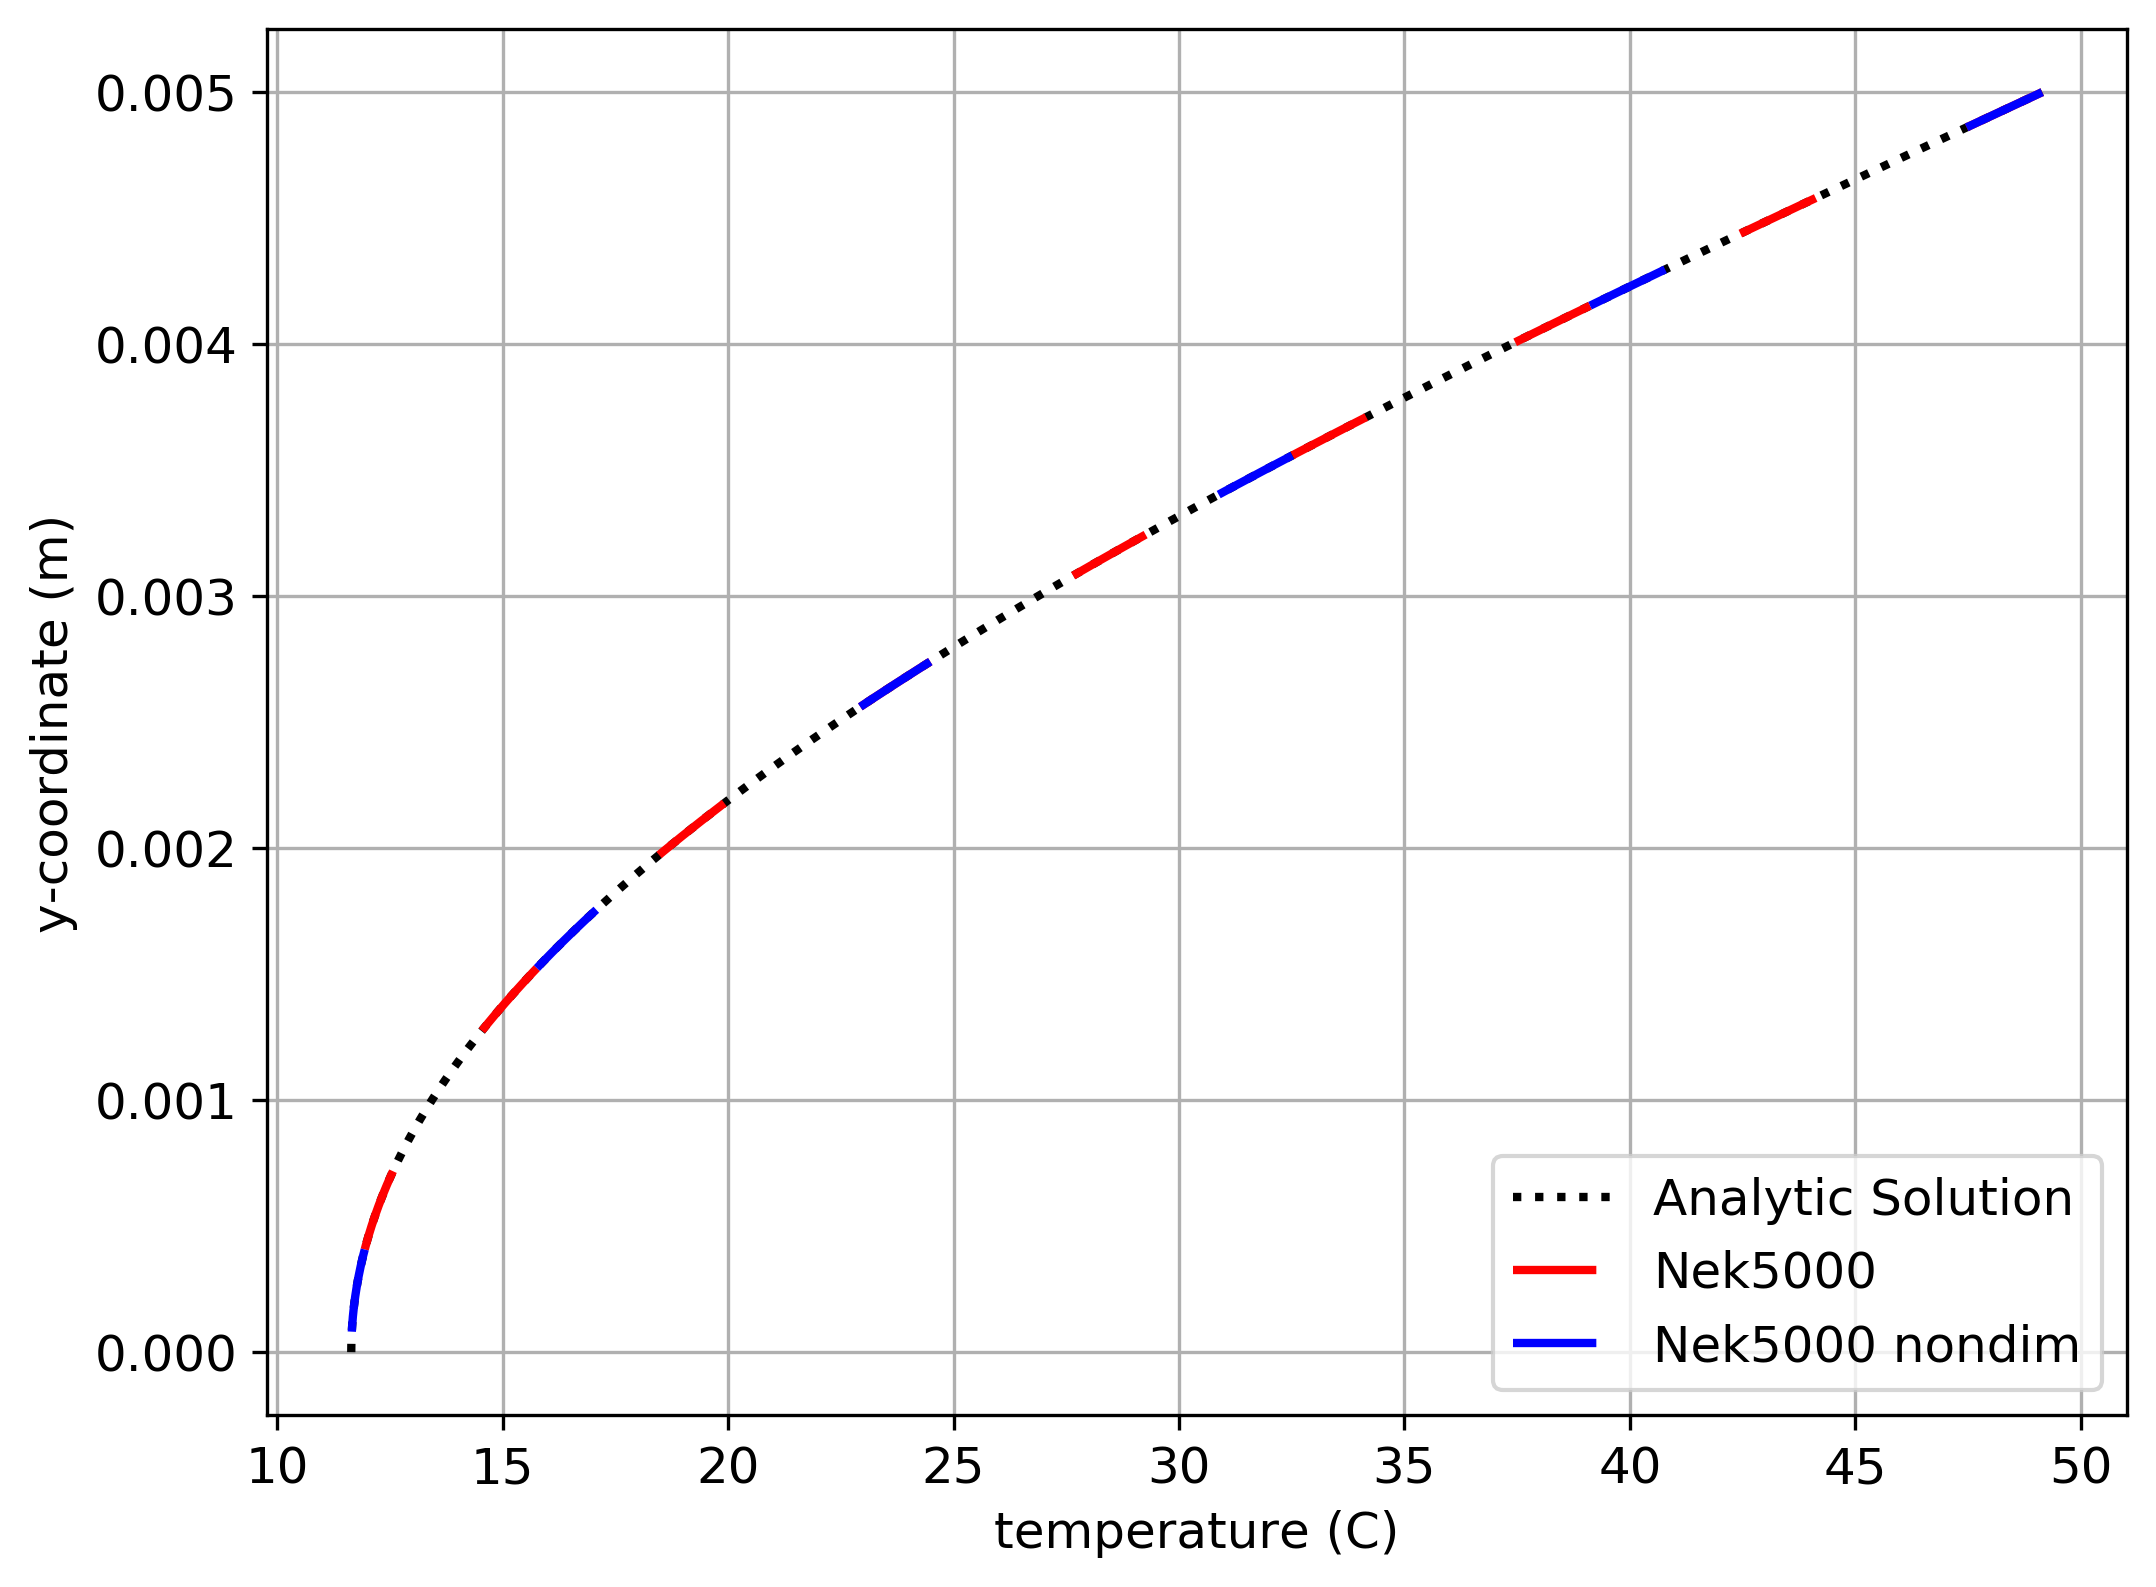 0.005
0.004
0.003
0.002
0.001
0.000
y-coordinate (m)
Analytic Solution
Nek5000
Nek5000 nondim
10 15 20 25 30 35 40 45 50
temperature (C)